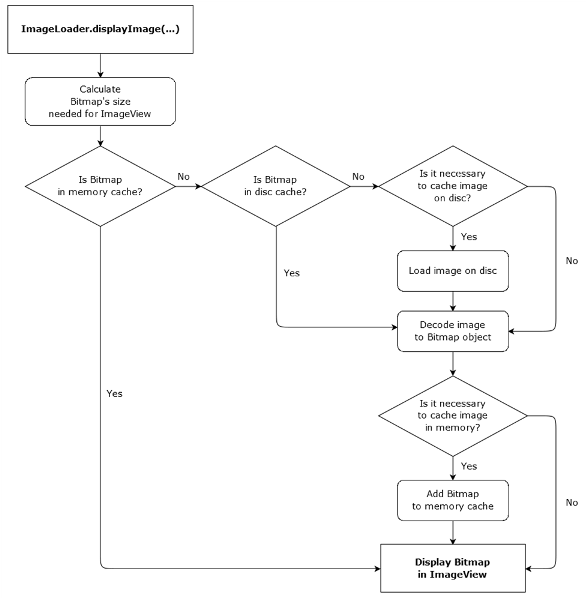 ImageLoader.displayImage(...)
Calculate
Bitmap's size
needed for ImageView
Is Bitmap
in memory cache?
No
Is Bitmap
in disc cache?
No
Is it necessary
to cache image
on disc?
Yes
No
Load image on disc
Yes
Decode image
to Bitmap object
Is it necessary
to cache image
in memory?
Yes
Yes
No
Add Bitmap
to memory cache
Display Bitmap
in ImageView